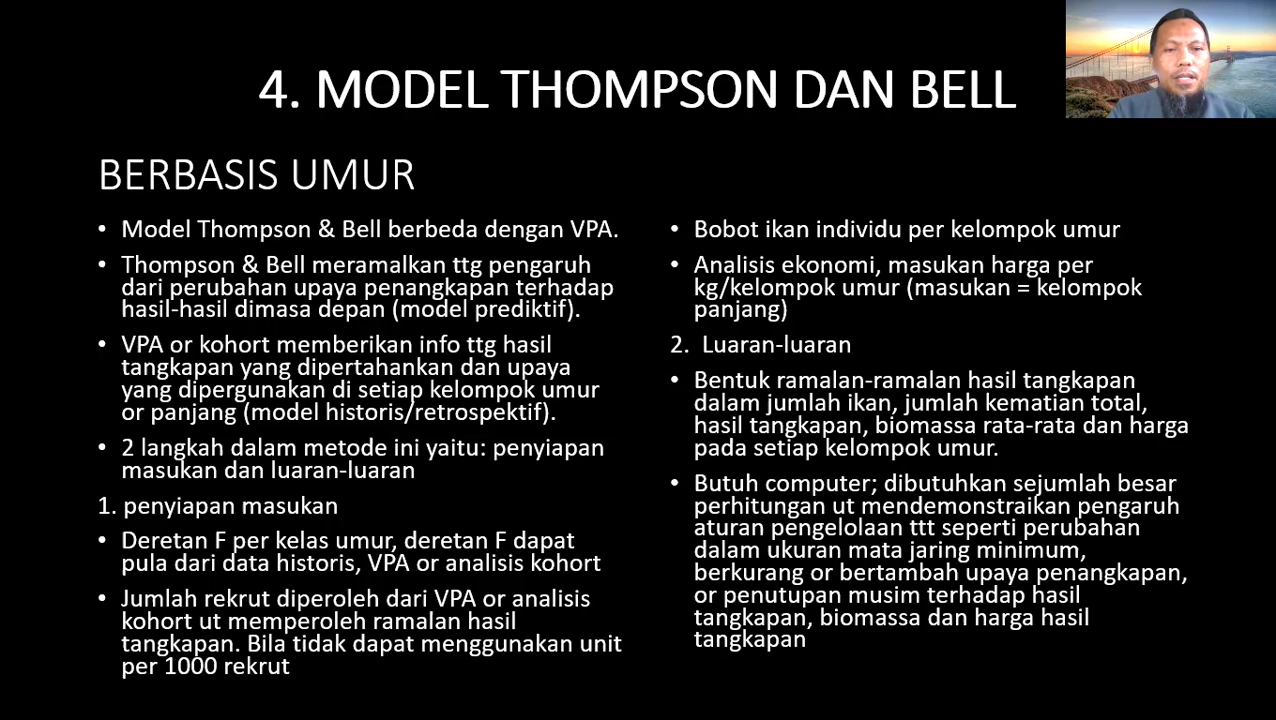 4. MODEL THOMPSON DAN BELL
BERBASIS UMUR
• Model Thompson & Bell berbeda dengan VPA.
• Thompson & Bell meramalkan ttg pengaruh
dari perubahan upaya penangkapan terhadap
hasil-hasil dimasa depan (model prediktif).
• VPA or kohort memberikan info ttg hasil
tangkapan yang dipertahankan dan upaya
yang dipergunakan di setiap kelompok umur
or panjang (model historis/retrospektif).
• 2 langkah dalam metode ini yaitu: penyiapan
masukan dan luaran-luaran
1. penyiapan masukan
• Deretan F per kelas umur, deretan F dapat
pula dari data historis, VPA or analisis kohort
• Jumlah rekrut diperoleh dari VPA or analisis
kohort ut memperoleh ramalan hasil
tangkapan. Bila tidak dapat menggunakan unit
per 1000 rekrut
• Bobot ikan individu per kelompok umur
• Analisis ekonomi, masukan harga per
kg/kelompok umur (masukan = kelompok
panjang)
2. Luaran-luaran
• Bentuk ramalan-ramalan hasil tangkapan
dalam jumlah ikan, jumlah kematian total,
hasil tangkapan, biomassa rata-rata dan harga
pada setiap kelompok umur.
• Butuh computer; dibutuhkan sejumlah besar
perhitungan ut mendemonstraikan pengaruh
aturan pengelolaan ttt seperti perubahan
dalam ukuran mata jaring minimum,
berkurang or bertambah upaya penangkapan,
or penutupan musim terhadap hasil
tangkapan, biomassa dan harga hasil
tangkapan